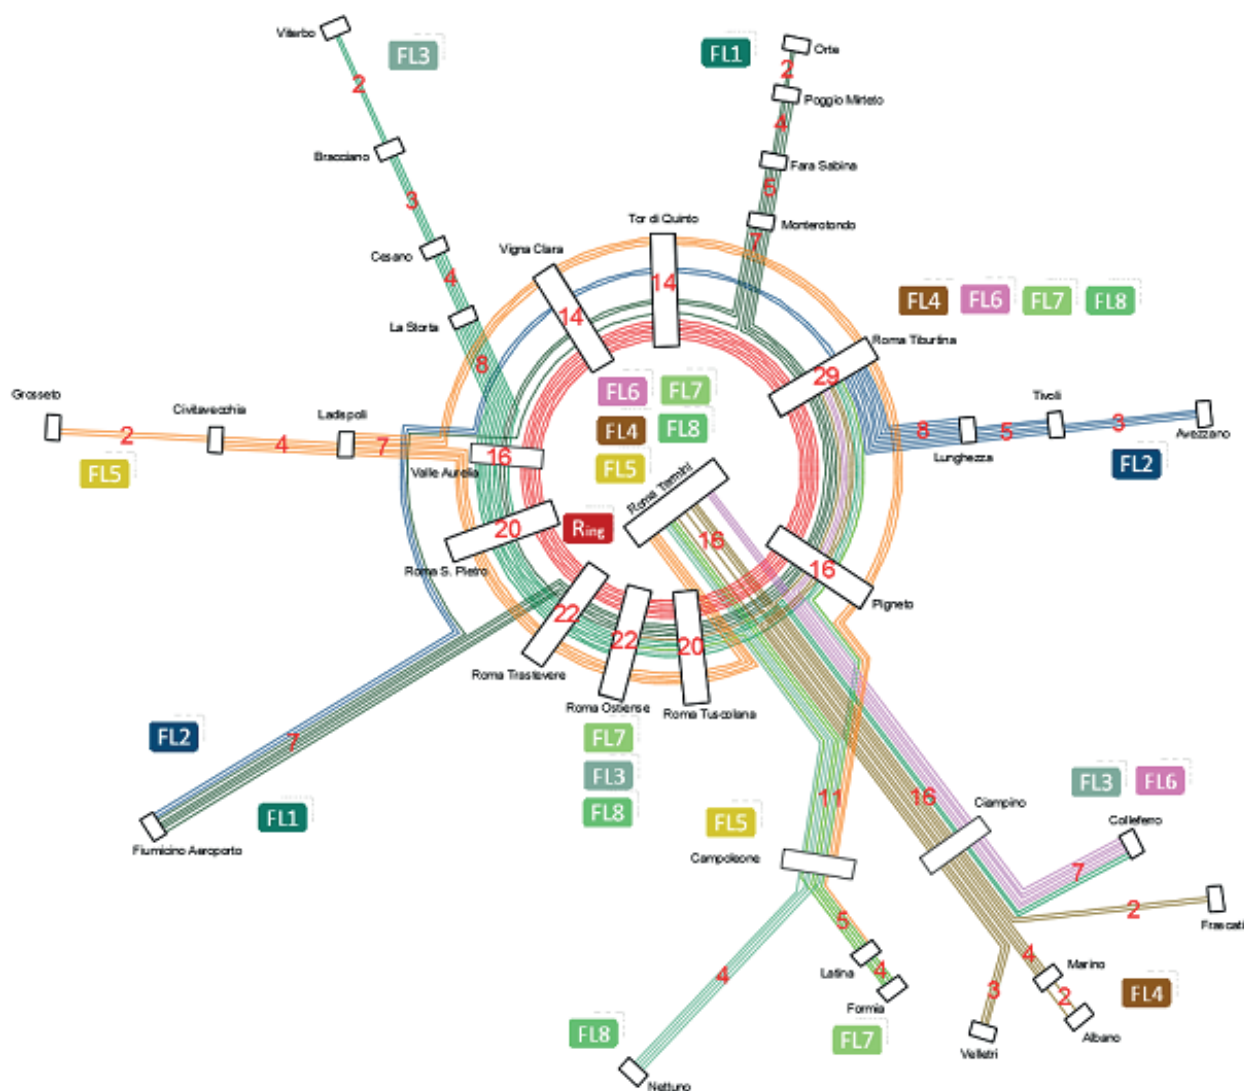 Viterbo
FL3
FL1
Orte
2
2
Poggio Mirteto
4
Bracciano
Fara Sabina
3
5
Tor di Quinto
Monterotondo
7
Cesano
Vigna Clara
4
14
14
FL4 FL6 FL7 FL8
La Storta
Roma Tiburtina
8
29
FL6 FL7
Grosseto
Civitavecchia
Ladispoli
Tivoli
2
4
7
FL4 FL8
8
5
3
Avezzano
FL5
Valle Aurelia
16
FL5
Lunghezza
FL2
Roma Termini
20
Ring
16
Roma S. Pietro
16
Pigneto
22
22
20
Roma Trastevere
Roma Ostiense
Roma Tuscolana
FL2
7
FL7
FL3
FL8
FL1
FL5
11
16
Ciampino
FL3 FL6
Colleferro
Fiumicino Aeroporto
Campoleone
7
2
Frascati
5
4
Marino
4
Latina
4
3
2
FL4
Formia
Albano
FL8
FL7
Velletri
Nettuno